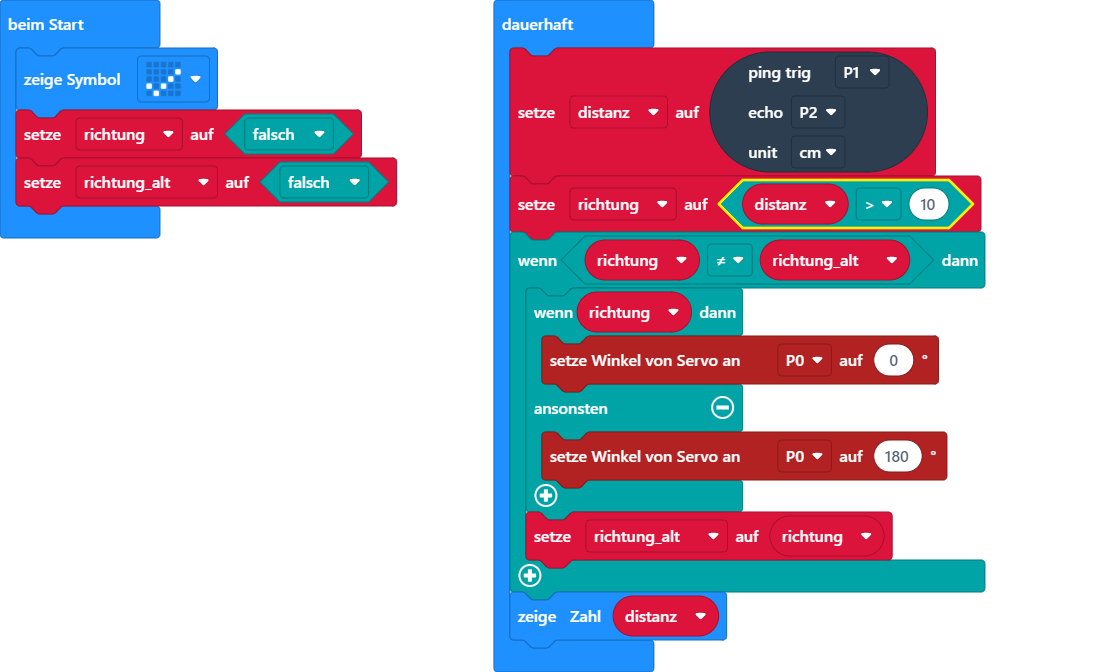 beim Start
zeige Symbol
setze richtung auf falsch
setze richtung_alt auf falsch
dauerhaft
setze distanz auf ping trig P1
echo P2
unit cm
setze richtung auf distanz > 10
wenn richtung ≠ richtung_alt dann
wenn richtung dann
setze Winkel von Servo an P0 auf 0 °
ansonsten
setze Winkel von Servo an P0 auf 180 °
setze richtung_alt auf richtung
zeige Zahl distanz